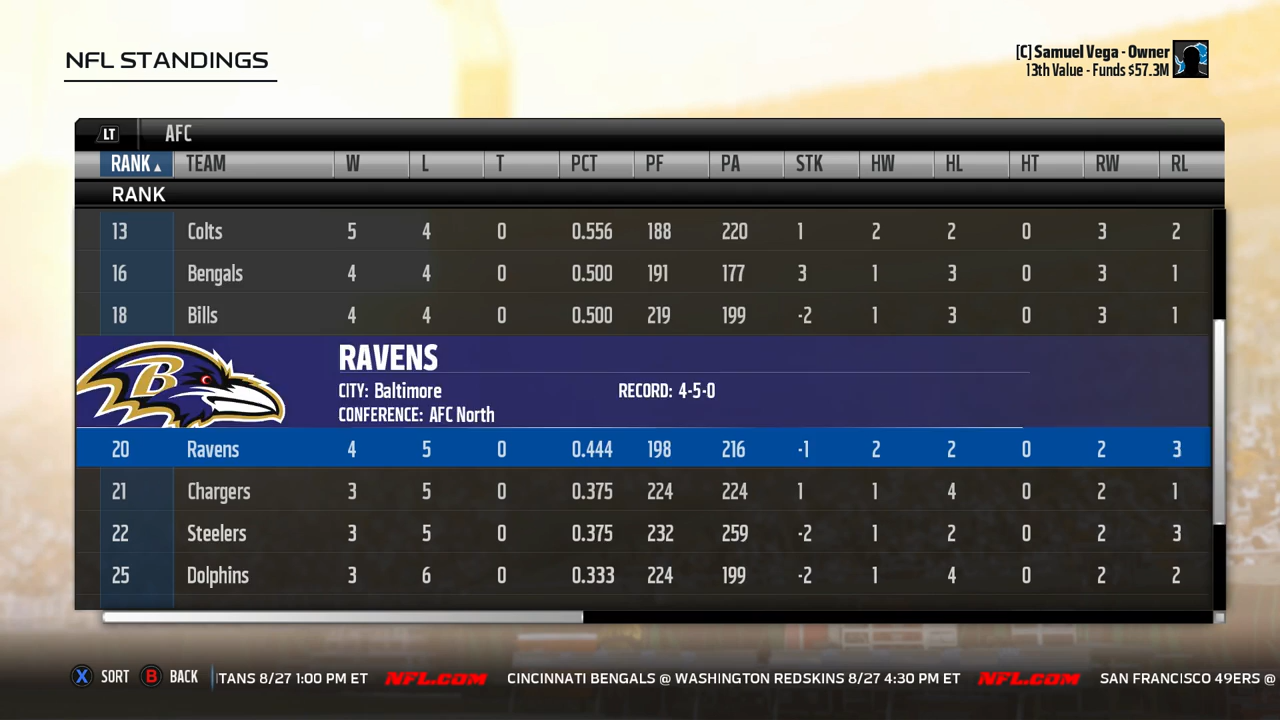 NFL STANDINGS
[C] Samuel Vega - Owner
13th Value - Funds $57.3M
LT AFC
RANK TEAM W L T PCT PF PA STK HW HL HT RW RL
RANK
13 Colts 5 4 0 0.556 188 220 1 2 2 0 3 2
16 Bengals 4 4 0 0.500 191 177 3 1 3 0 3 1
18 Bills 4 4 0 0.500 219 199 -2 1 3 0 3 1
B
RAVENS
CITY: Baltimore RECORD: 4-5-0
CONFERENCE: AFC North
20 Ravens 4 5 0 0.444 198 216 -1 2 2 0 2 3
21 Chargers 3 5 0 0.375 224 224 1 1 4 0 2 1
22 Steelers 3 5 0 0.375 232 259 -2 1 2 0 2 3
25 Dolphins 3 6 0 0.333 224 199 -2 1 4 0 2 2
X SORT B BACK TANS 8/27 1:00 PM ET NFL.COM CINCINNATI BENGALS @ WASHINGTON REDSKINS 8/27 4:30 PM ET NFL.COM SAN FRANCISCO 49ERS @